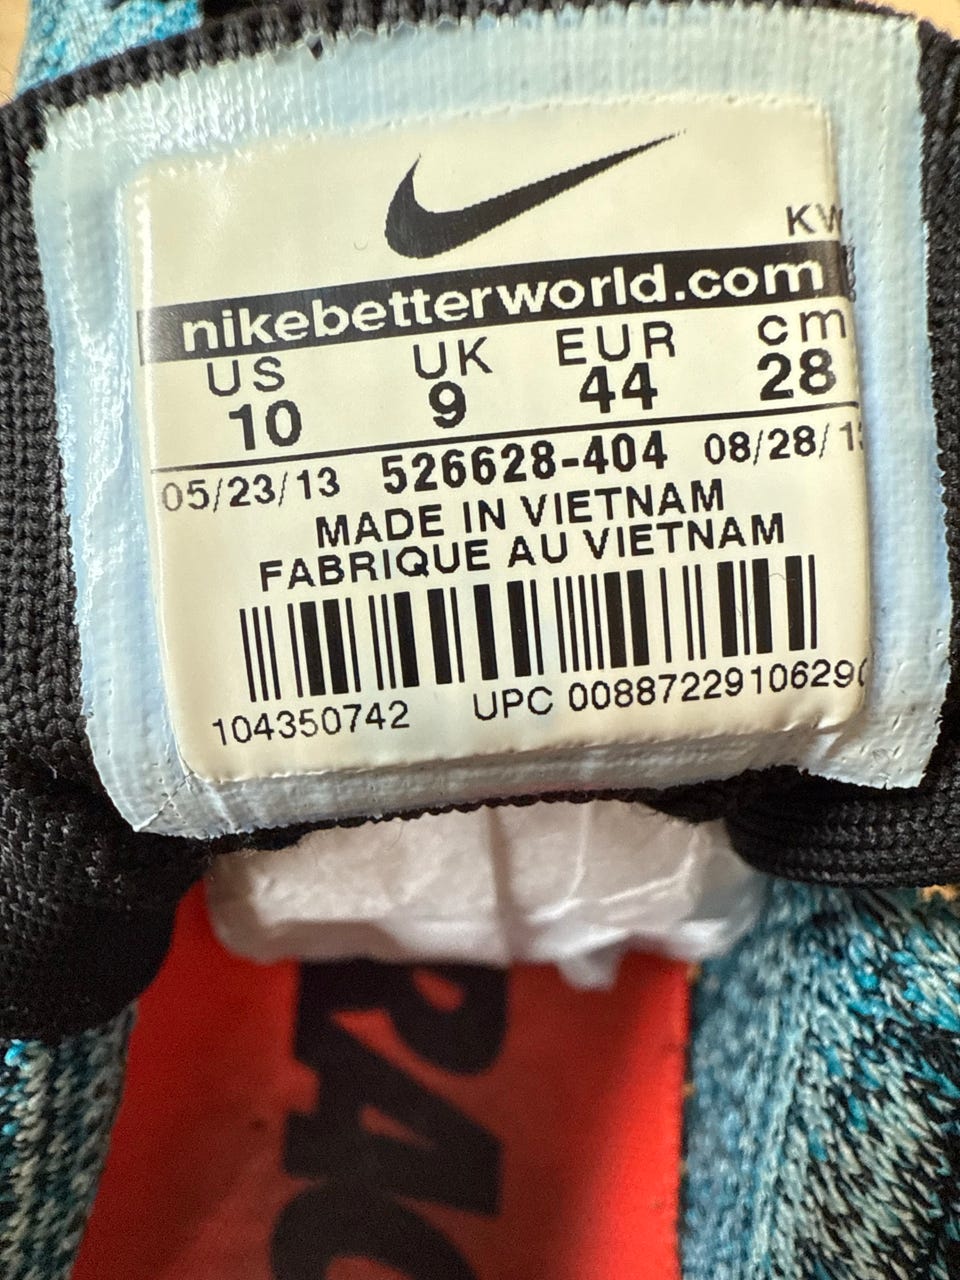 KW
nikebetterworld.com
US UK EUR cm
10 9 44 28
05/23/13 526628-404 08/28/1
MADE IN VIETNAM
FABRIQUE AU VIETNAM
104350742 UPC 0088722910629